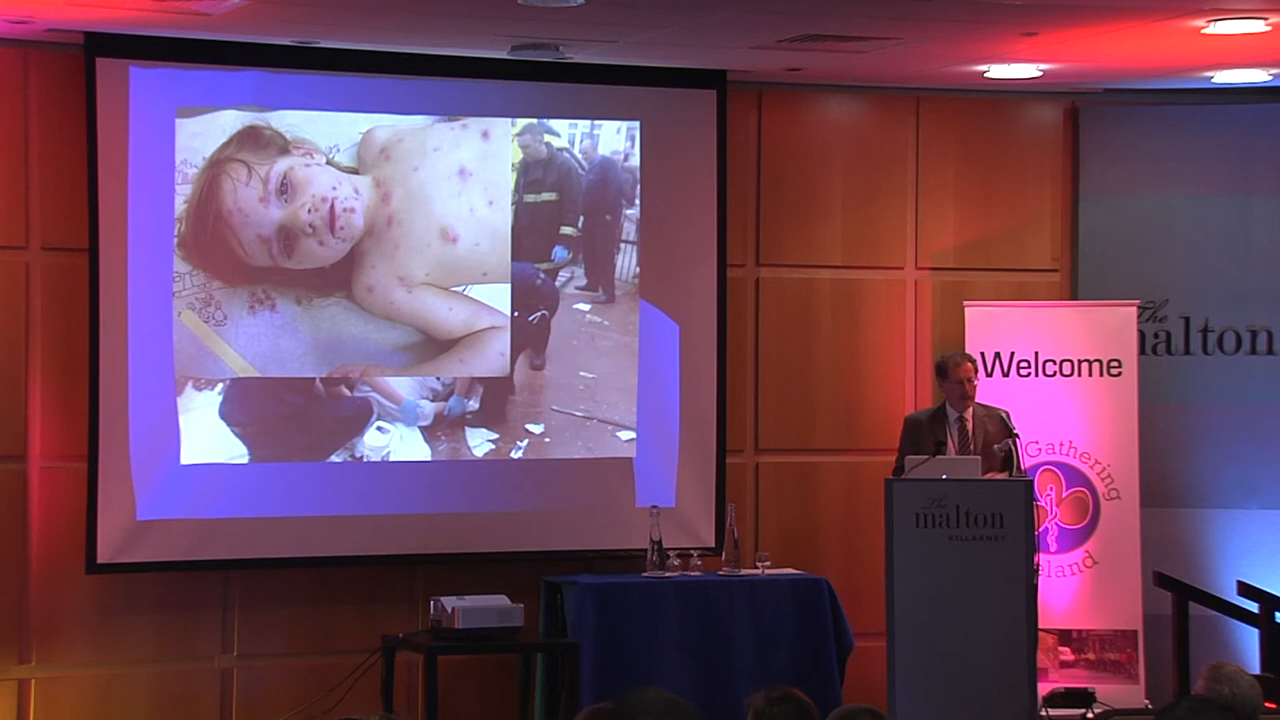 Welcome
The
malton
Gathering
eland
The
malton
KILLARNEY